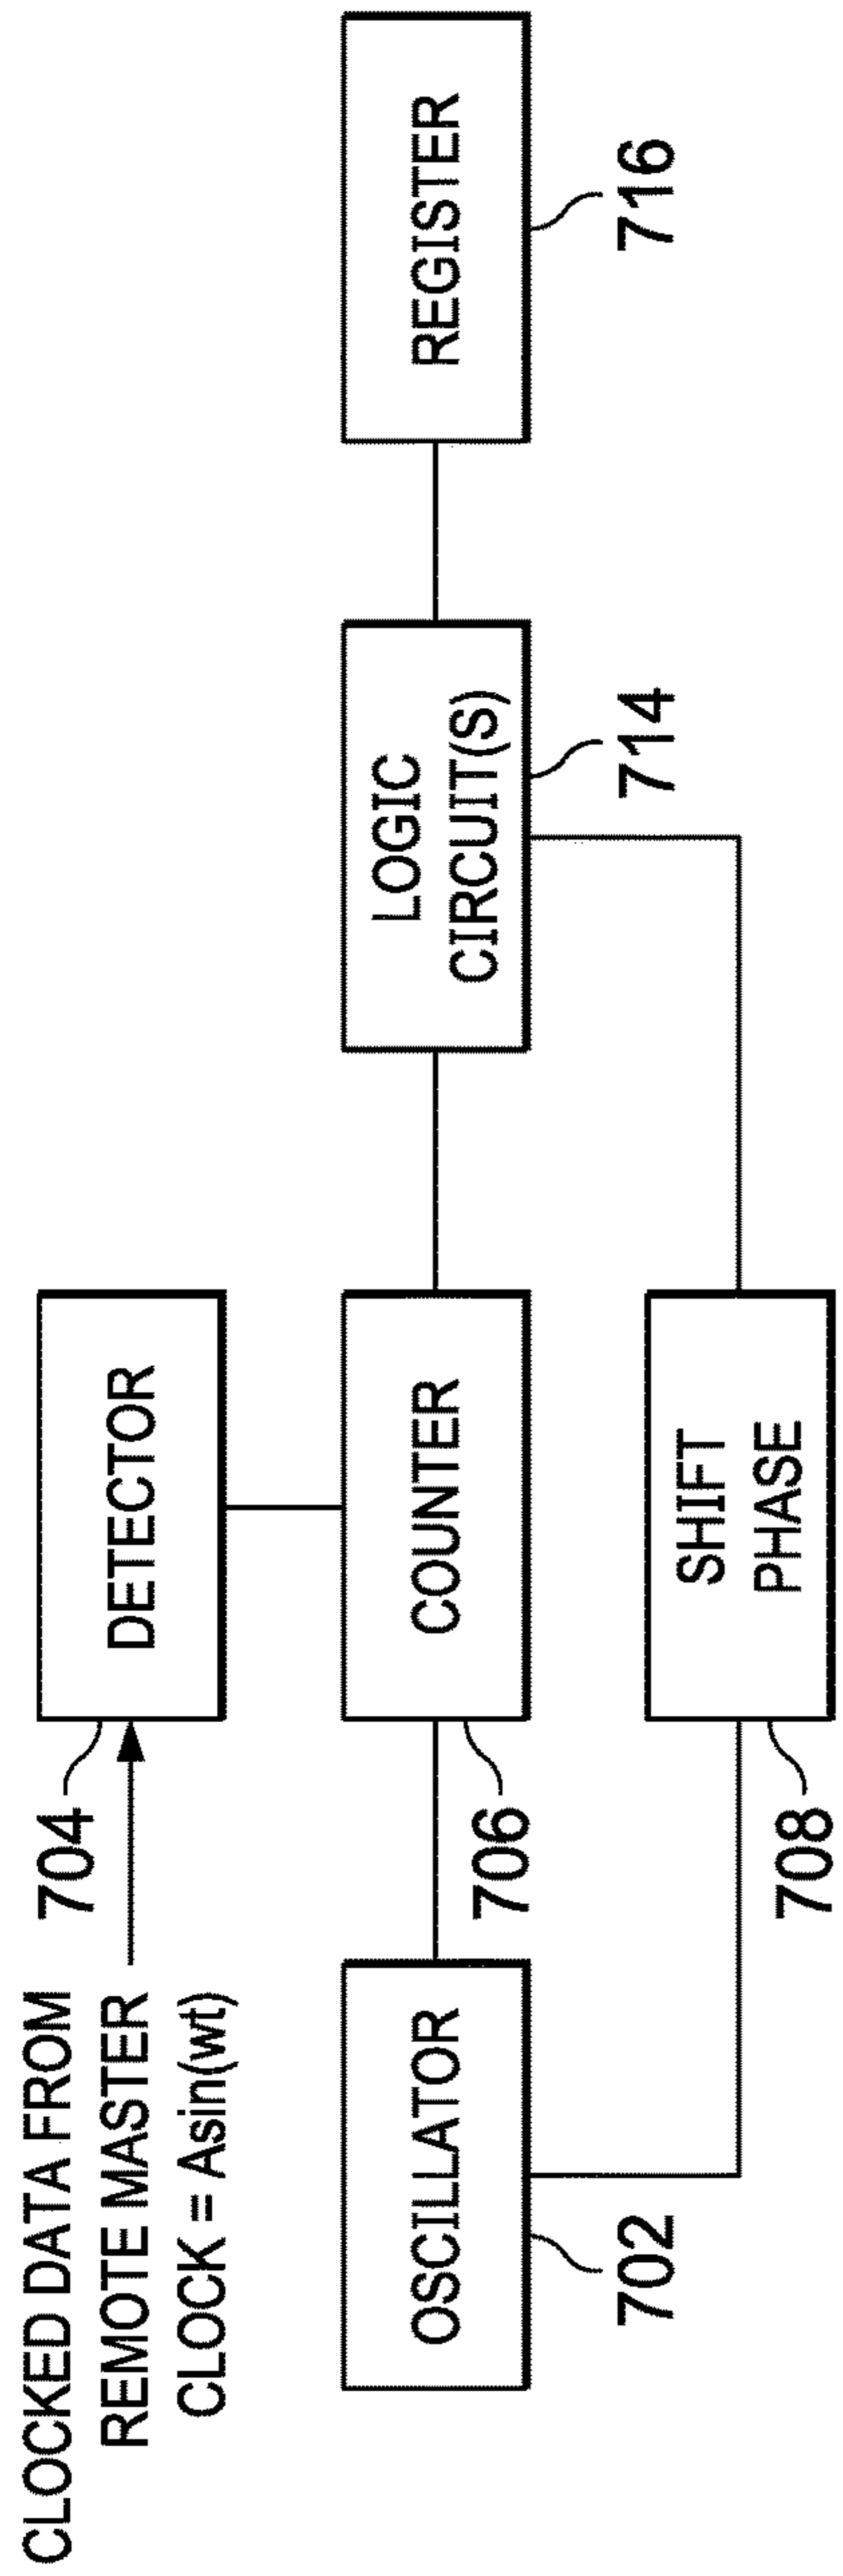 CLOCKED DATA FROM
REMOTE MASTER
CLOCK = Asin(wt)
704
DETECTOR
OSCILLATOR
702
706
COUNTER
LOGIC
CIRCUIT(S)
714
REGISTER
716
708
SHIFT
PHASE